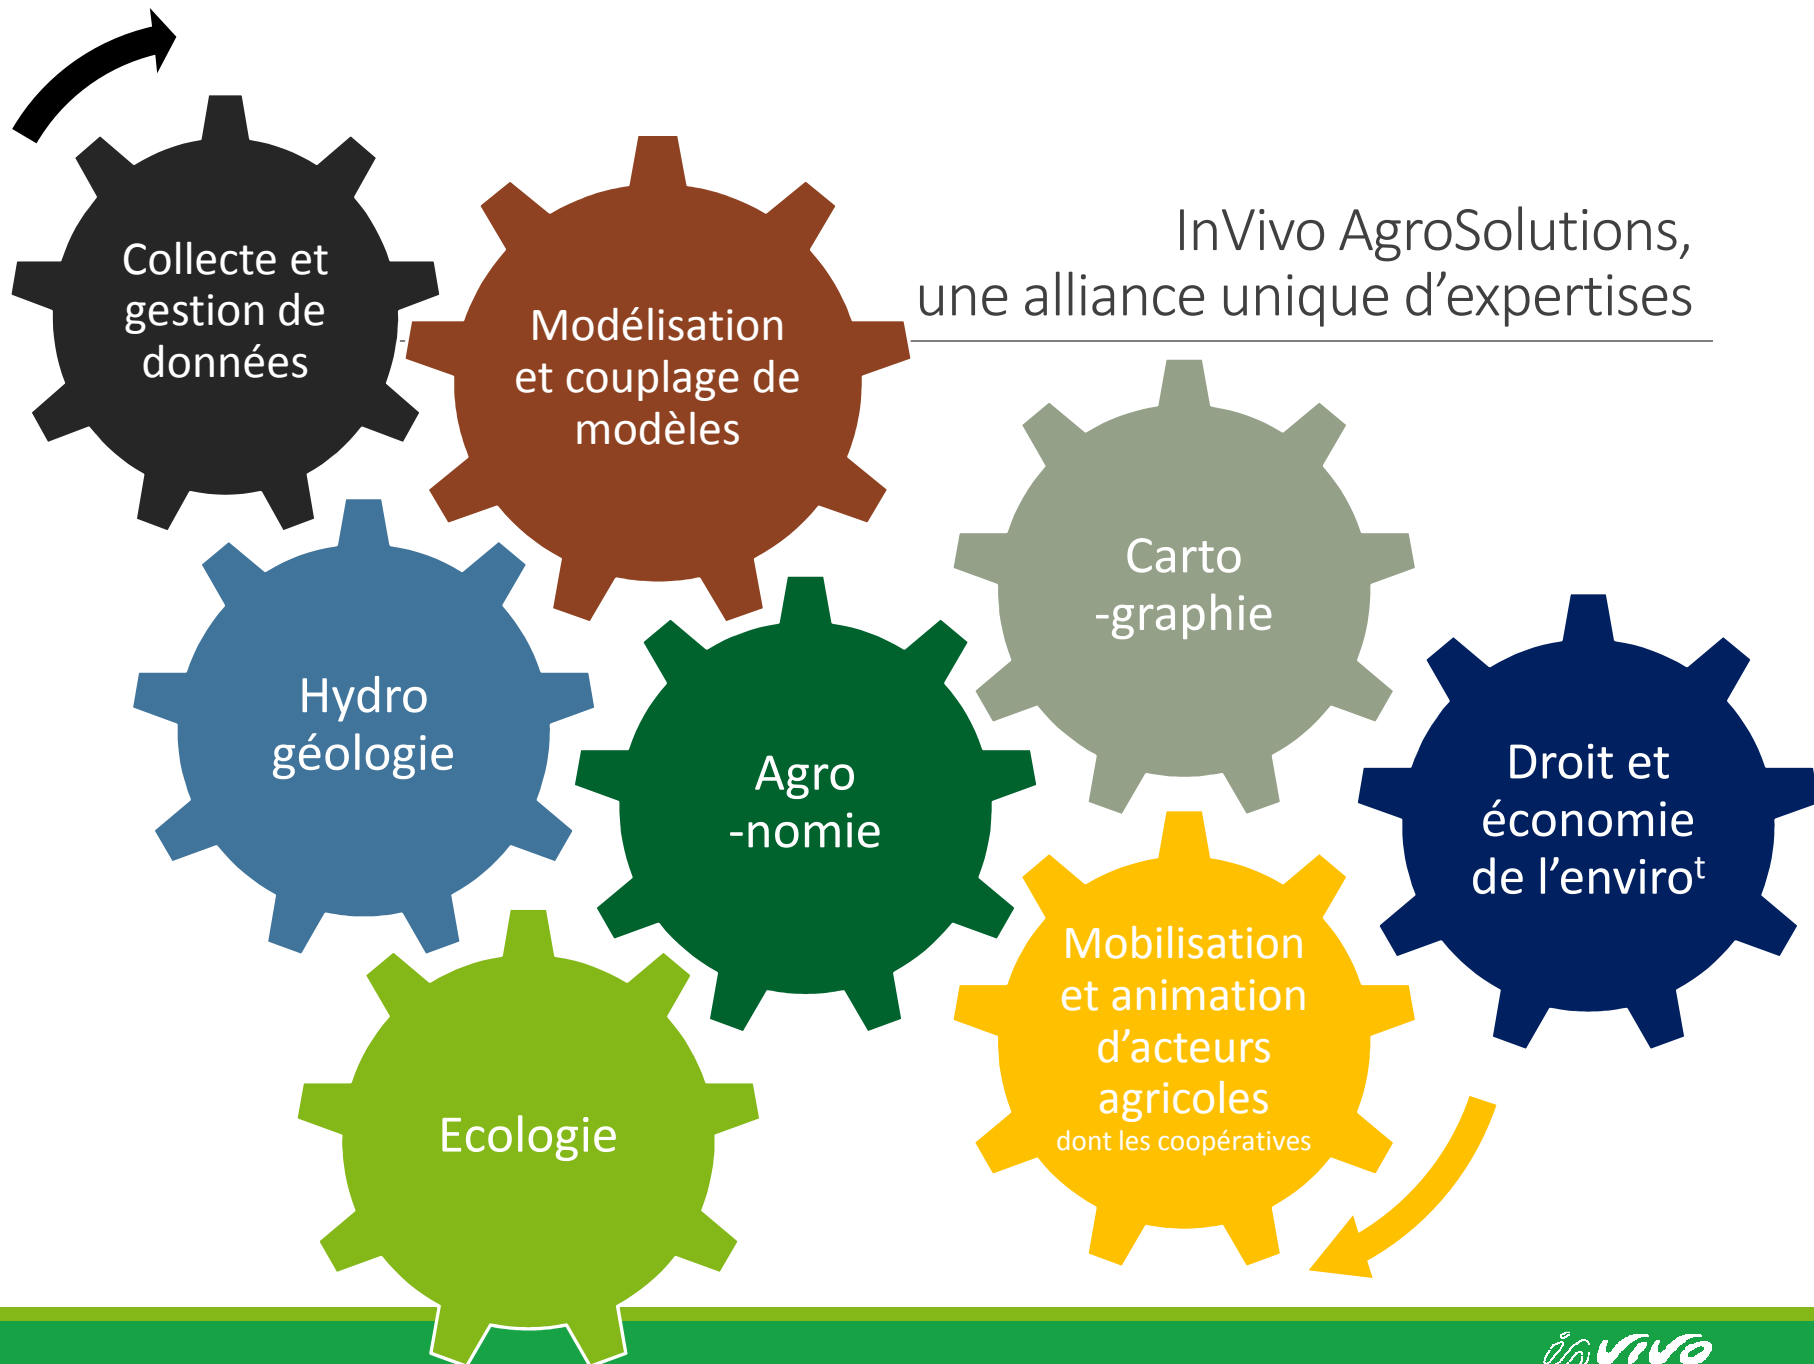 InVivo AgroSolutions,
une alliance unique d’expertises
Collecte et
gestion de
données
Modélisation
et couplage de
modèles
Carto
-graphie
Hydro
géologie
Agro
-nomie
Droit et
économie
de l’enviroᵗ
Mobilisation
et animation
d’acteurs
agricoles
dont les coopératives
Ecologie
invivo